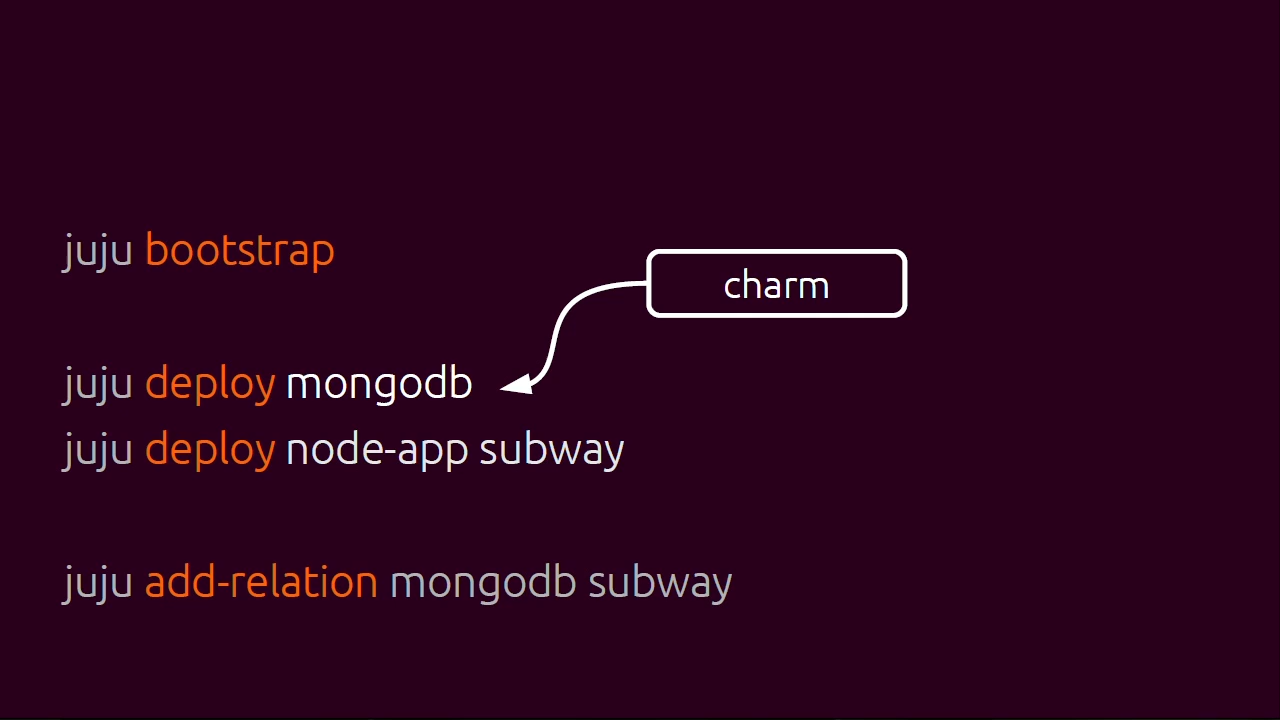 juju bootstrap
charm
juju deploy mongodb
juju deploy node-app subway
juju add-relation mongodb subway